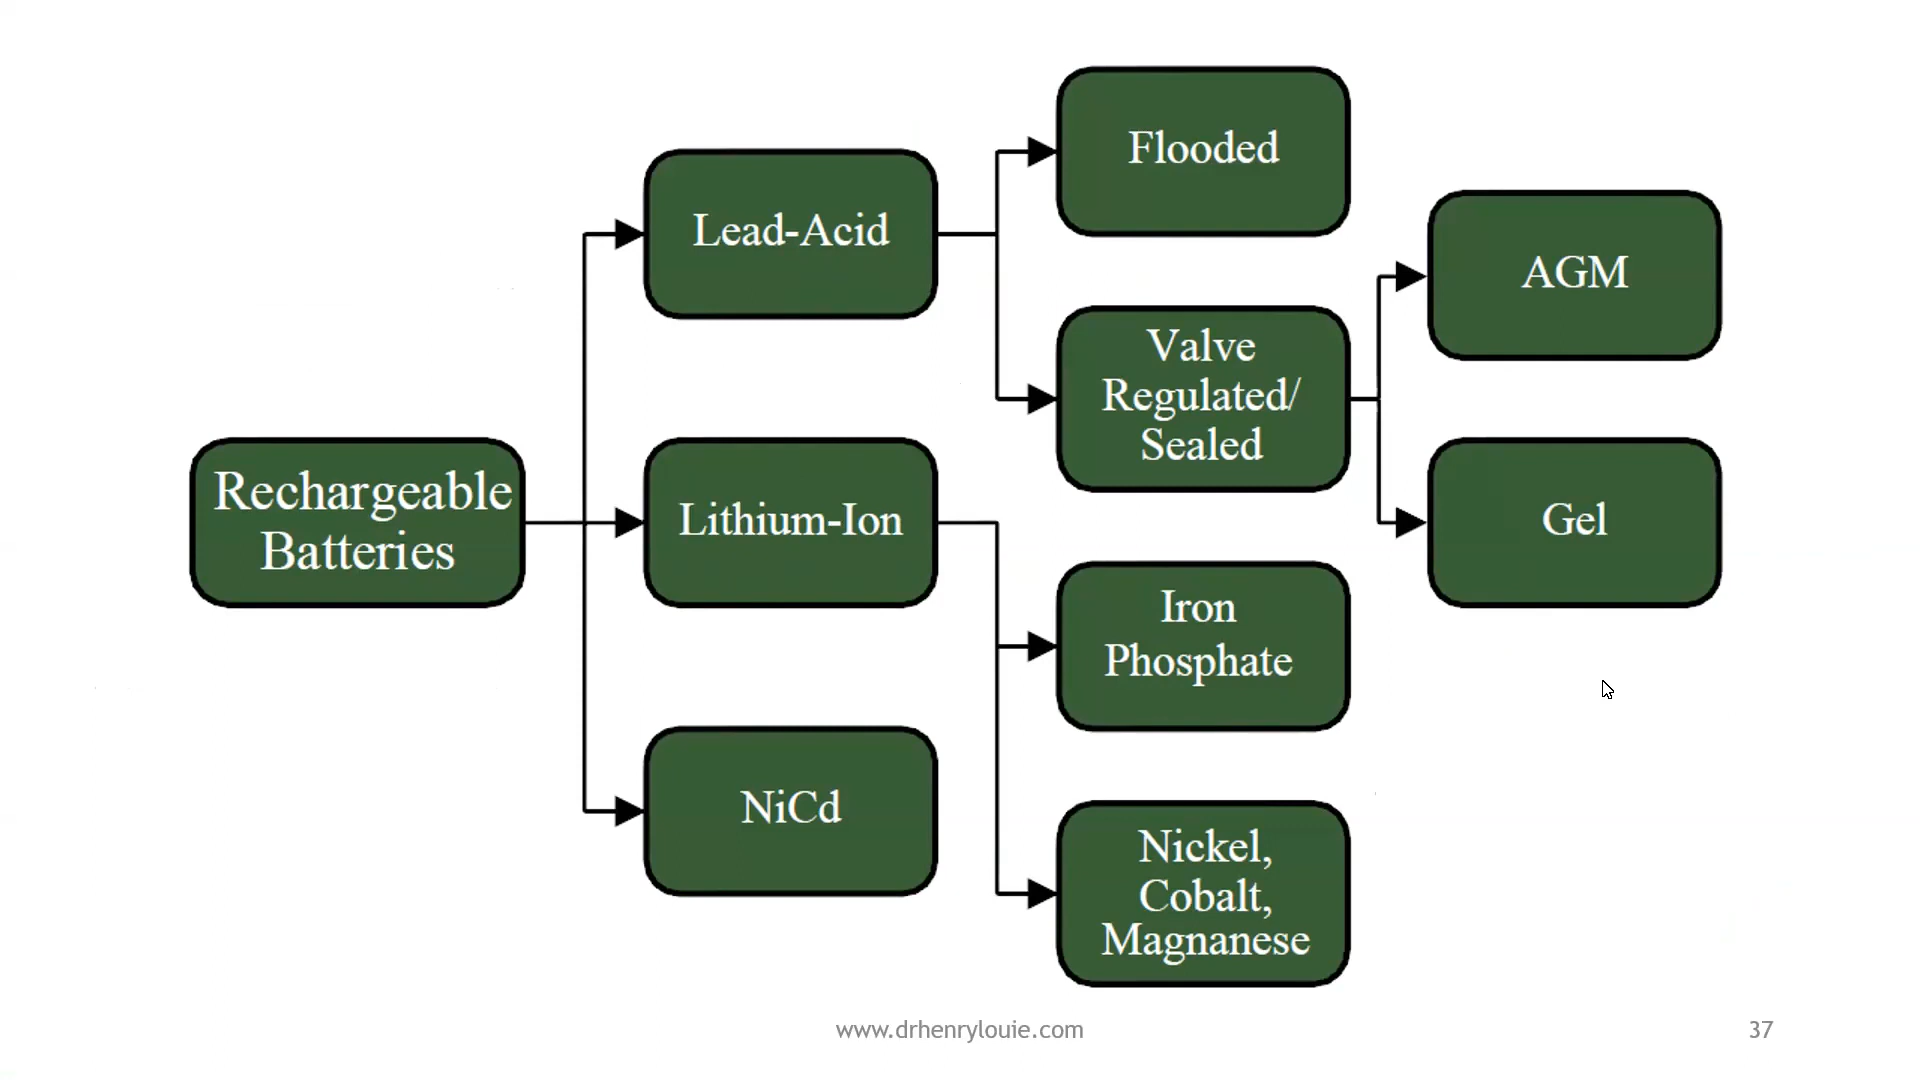 Rechargeable
Batteries
Lead-Acid
Lithium-Ion
NiCd
Flooded
Valve
Regulated/
Sealed
Iron
Phosphate
Nickel,
Cobalt,
Magnanese
AGM
Gel
www.drhenrylouie.com
37